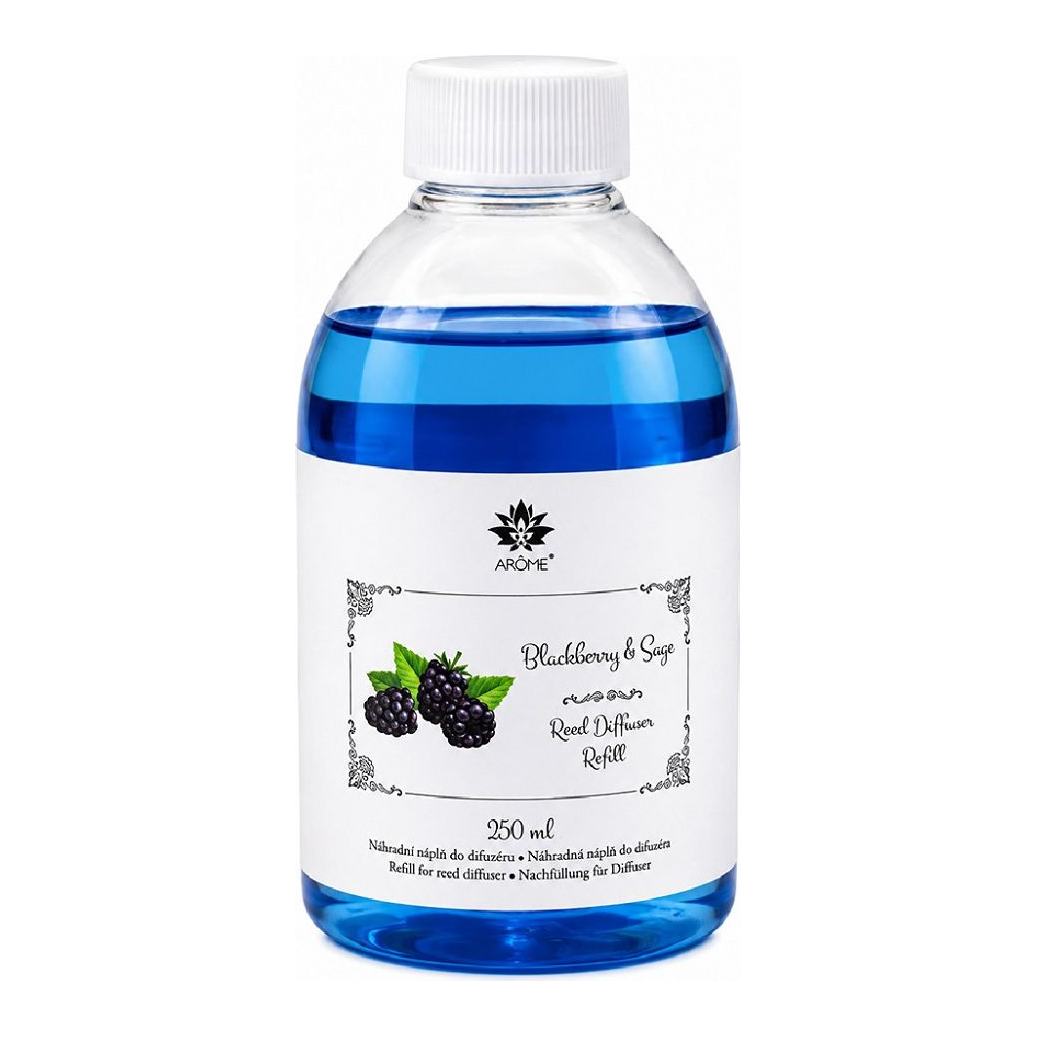 ARÔME®
Blackberry & Sage
Reed Diffuser
Refill
250 ml
Náhradní náplň do difuzéru • Náhradná náplň do difuzéra
Refill for reed diffuser • Nachfüllung für Diffuser